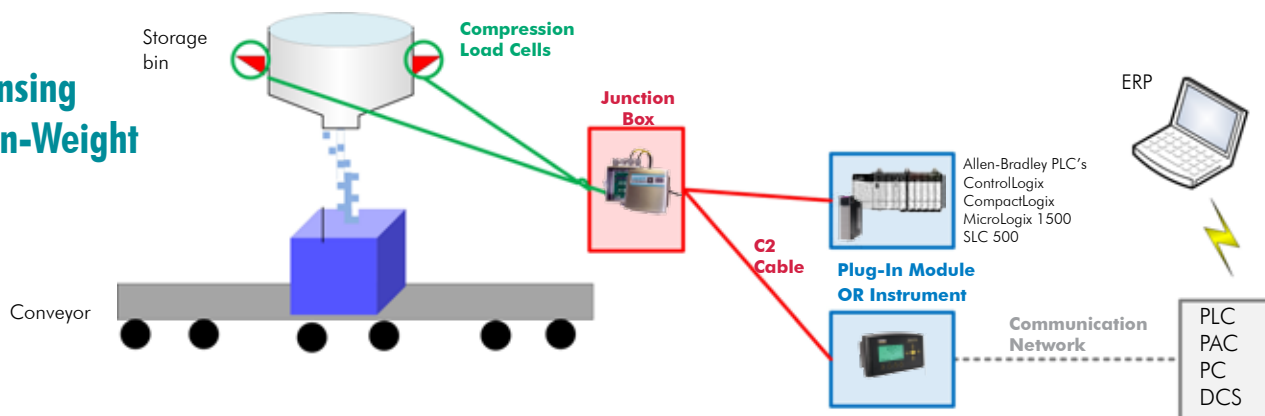 nsing
n-Weight
Storage
bin
Compression
Load Cells
Conveyor
Junction
Box
C2
Cable
Allen-Bradley PLC's
ControlLogix
CompactLogix
MicroLogix 1500
SLC 500
Plug-In Module
OR Instrument
Communication
Network
ERP
PLC
PAC
PC
DCS